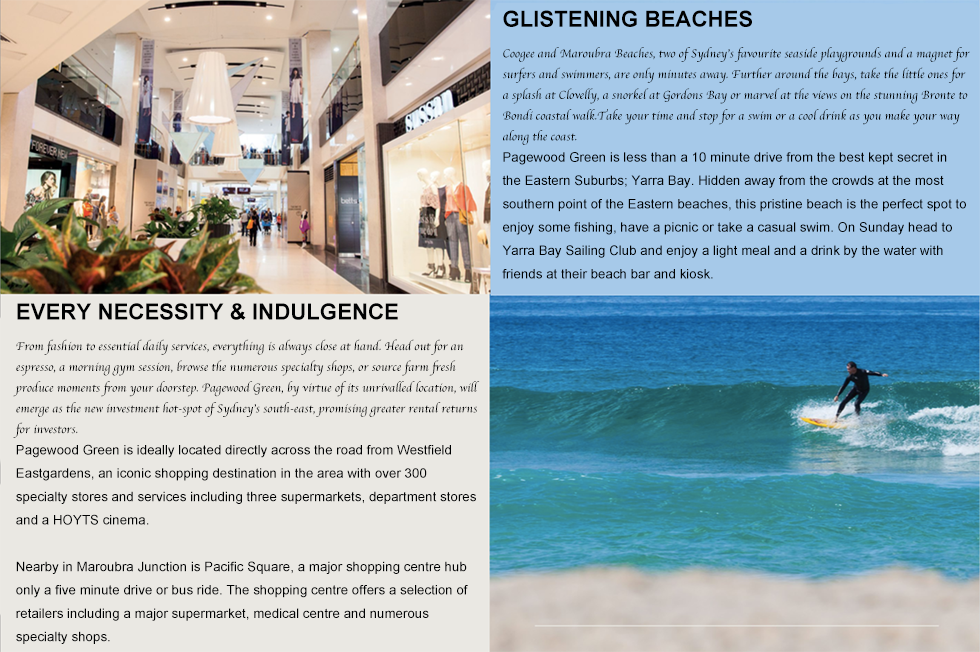 GLISTENING BEACHES
Coogee and Maroubra Beaches, two of Sydney's favourite seaside playgrounds and a magnet for
surfers and swimmers, are only minutes away. Further around the bays, take the little ones for
a splash at Clovelly, a snorkel at Gordons Bay or marvel at the views on the stunning Bronte to
Bondi coastal walk.Take your time and stop for a swim or a cool drink as you make your way
along the coast.
Pagewood Green is less than a 10 minute drive from the best kept secret in
the Eastern Suburbs; Yarra Bay. Hidden away from the crowds at the most
southern point of the Eastern beaches, this pristine beach is the perfect spot to
enjoy some fishing, have a picnic or take a casual swim. On Sunday head to
Yarra Bay Sailing Club and enjoy a light meal and a drink by the water with
friends at their beach bar and kiosk.
FOREVER NEW
EVERY NECESSITY & INDULGENCE
From fashion to essential daily services, everything is always close at hand. Head out for an
espresso, a morning gym session, browse the numerous specialty shops, or source farm fresh
produce moments from your doorstep. Pagewood Green, by virtue of its unrivalled location, will
emerge as the new investment hot-spot of Sydney's south-east, promising greater rental returns
for investors.
Pagewood Green is ideally located directly across the road from Westfield
Eastgardens, an iconic shopping destination in the area with over 300
specialty stores and services including three supermarkets, department stores
and a HOYTS cinema.
Nearby in Maroubra Junction is Pacific Square, a major shopping centre hub
only a five minute drive or bus ride. The shopping centre offers a selection of
retailers including a major supermarket, medical centre and numerous
specialty shops.